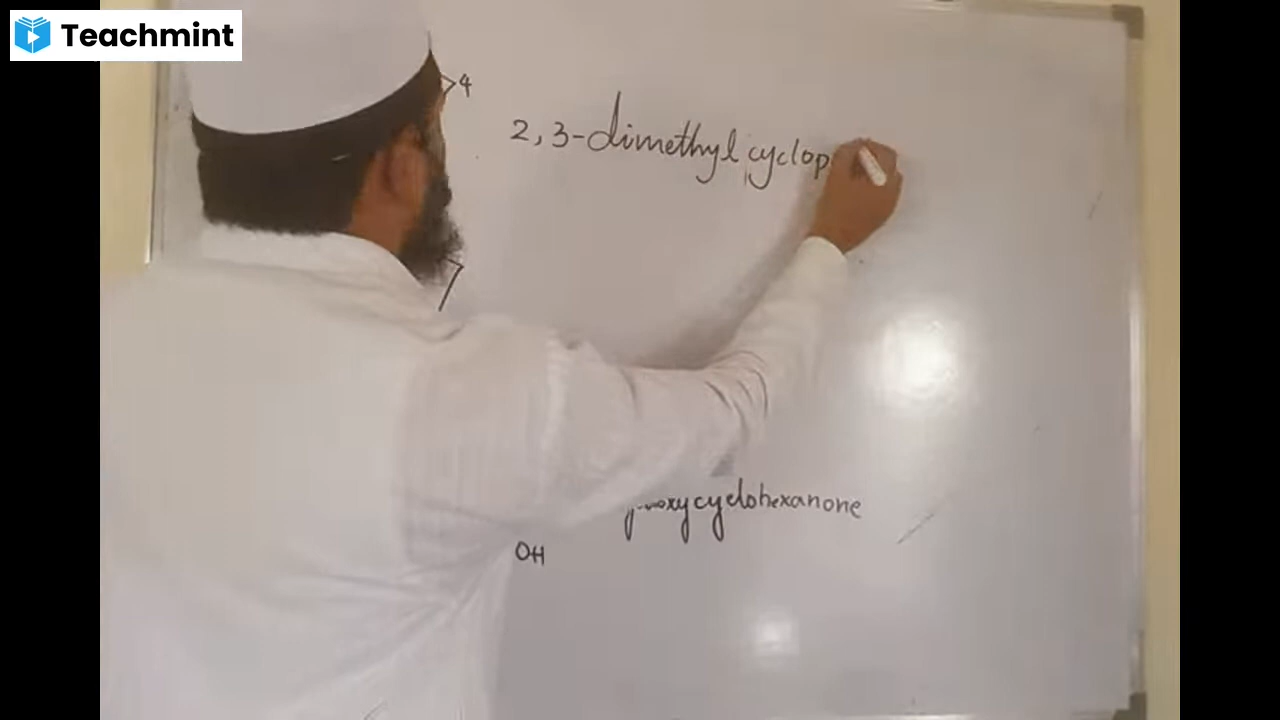 Teachmint
4
2,3-dimethyl cyclop
cyclohexanone
OH